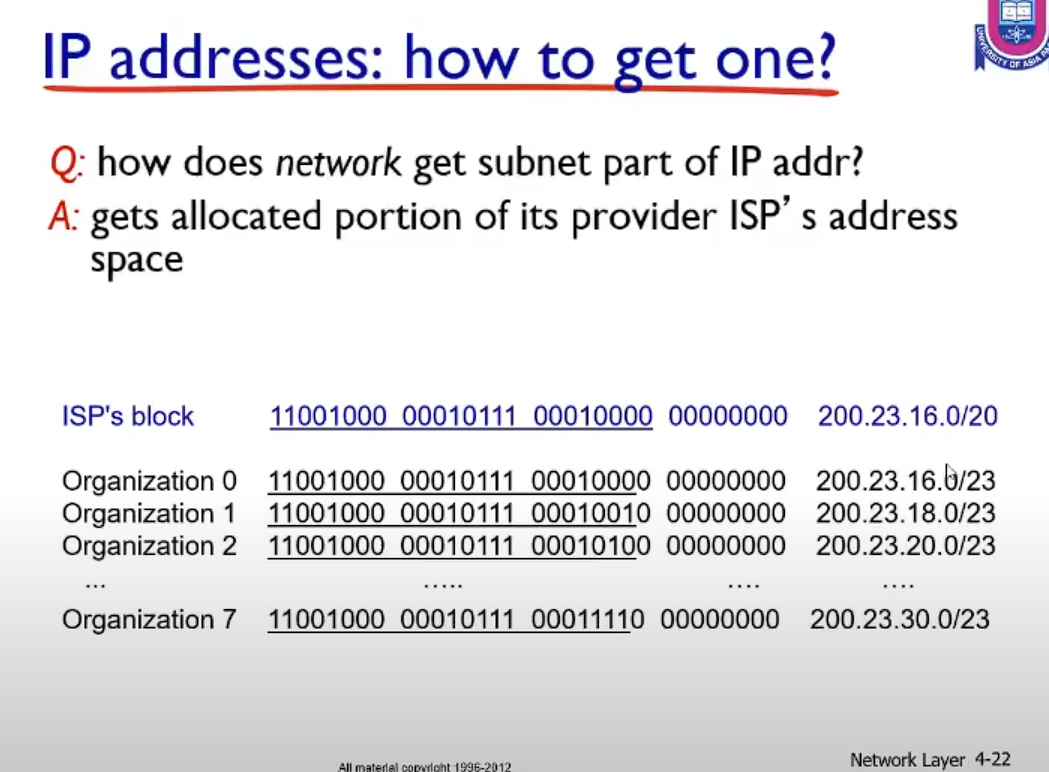 IP addresses: how to get one?
UNIVERSITY OF ASIA
Q: how does network get subnet part of IP addr?
A: gets allocated portion of its provider ISP’ s address
space
ISP's block 11001000 00010111 00010000 00000000 200.23.16.0/20
Organization 0 11001000 00010111 00010000 00000000 200.23.16.0/23
Organization 1 11001000 00010111 00010010 00000000 200.23.18.0/23
Organization 2 11001000 00010111 00010100 00000000 200.23.20.0/23
... ..... .... ....
Organization 7 11001000 00010111 00011110 00000000 200.23.30.0/23
All material copyright 1996-2012
Network Layer 4-22